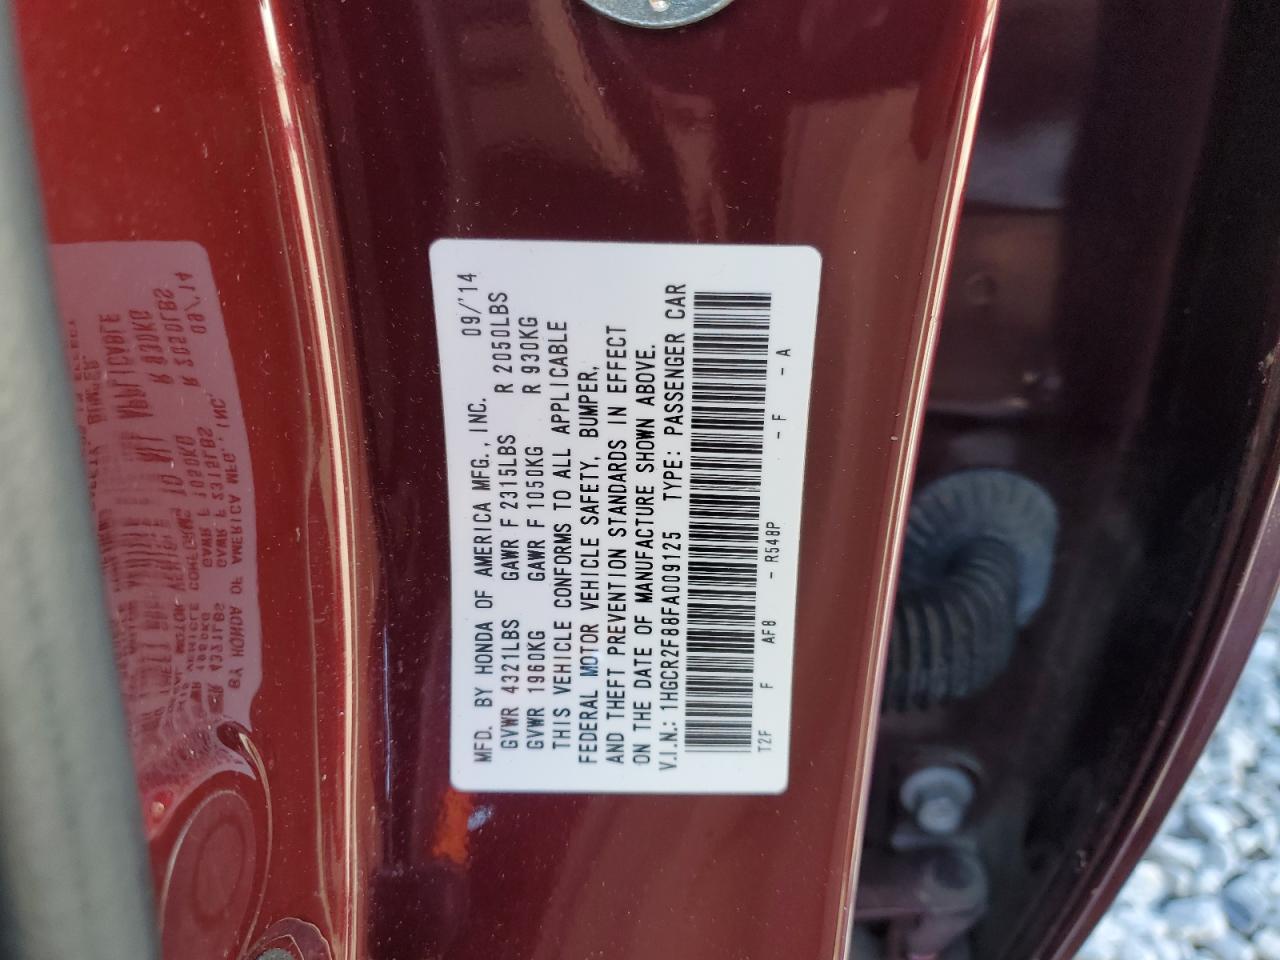 MFD. BY HONDA OF AMERICA MFG., INC. 09/'14
GVWR 4321LBS GAWR F 2315LBS R 2050LBS
GVWR 1960KG GAWR F 1050KG R 930KG
THIS VEHICLE CONFORMS TO ALL APPLICABLE
FEDERAL MOTOR VEHICLE SAFETY, BUMPER,
AND THEFT PREVENTION STANDARDS IN EFFECT
ON THE DATE OF MANUFACTURE SHOWN ABOVE.
V.I.N.: 1HGCR2F88FA009125 TYPE: PASSENGER CAR
T2F F AF8 - R548P - F - A